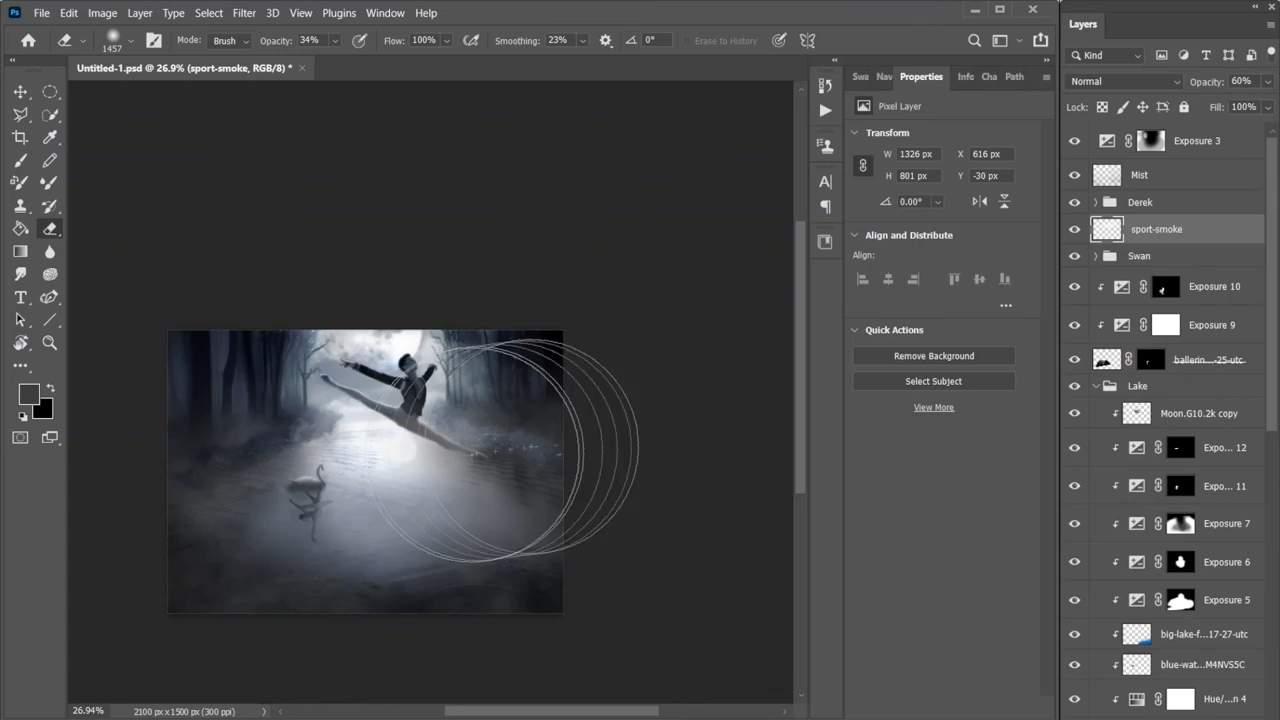 Ps File Edit Image Layer Type Select Filter 3D View Plugins Window Help
1457 Mode: Brush Opacity: 34% Flow: 100% Smoothing: 23% 0° Erase to History
Untitled-1.psd @ 26.9% (sport-smoke, RGB/8) *
26.94% 2100 px x 1500 px (300 ppi)
Swa Nav Properties Info Cha Path
Pixel Layer
Transform
W 1326 px X 616 px
H 801 px Y -30 px
0.00°
Align and Distribute
Align:
Quick Actions
Remove Background
Select Subject
View More
Layers
Kind
Normal Opacity: 60%
Lock: Fill: 100%
Exposure 3
Mist
Derek
sport-smoke
Swan
Exposure 10
Exposure 9
ballerin...-25-utc
Lake
Moon.G10.2k copy
Expo... 12
Expo... 11
Exposure 7
Exposure 6
Exposure 5
big-lake-f...17-27-utc
blue-wat...M4NVS5C
Hue/...n 4